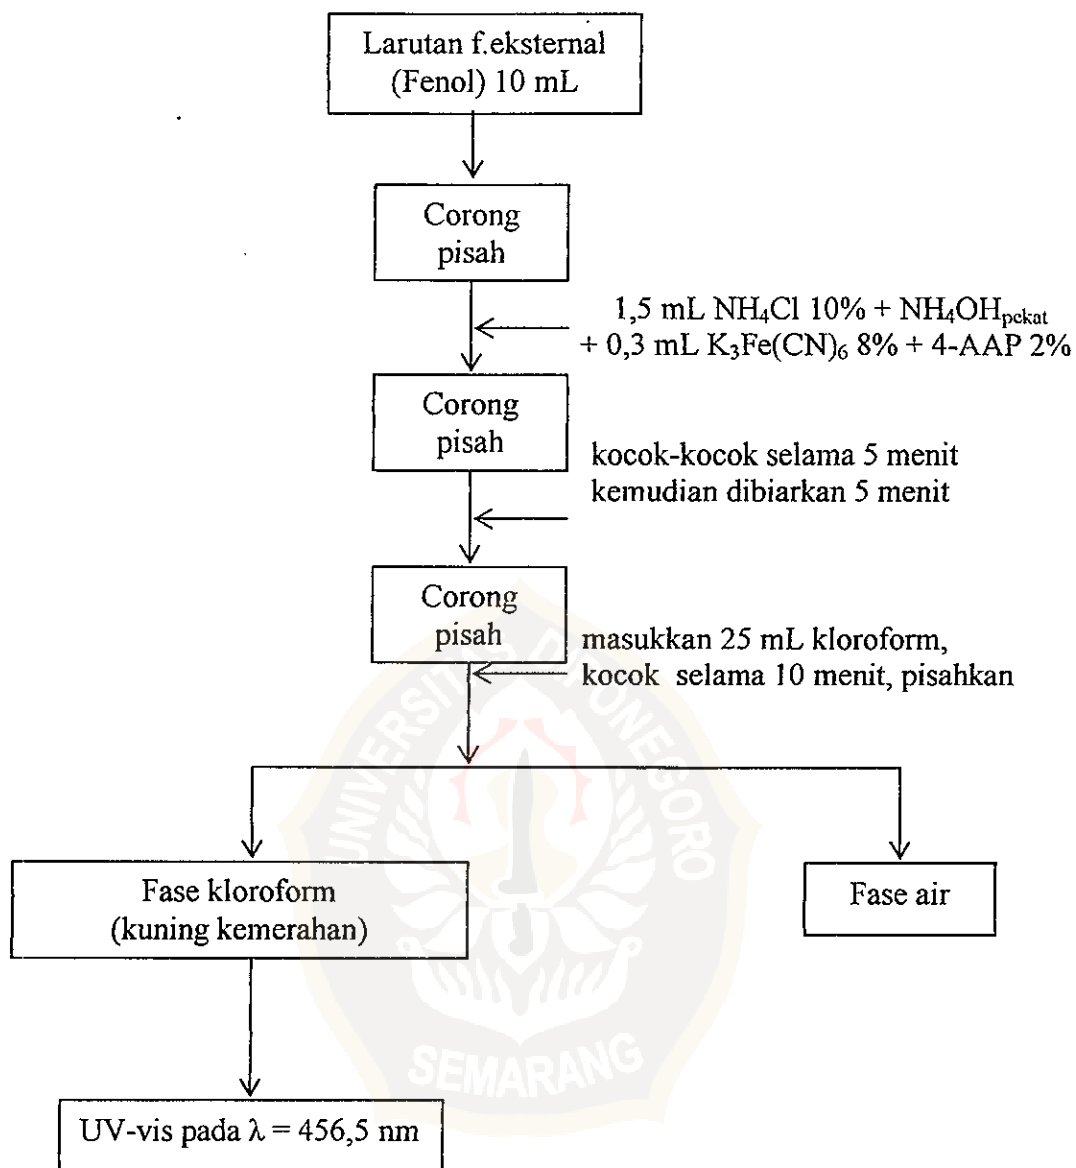 Larutan f.eksternal
(Fenol) 10 mL
Corong
pisah
1,5 mL NH₄Cl 10% + NH₄OHpekat
+ 0,3 mL K₃Fe(CN)₆ 8% + 4-AAP 2%
Corong
pisah
kocok-kocok selama 5 menit
kemudian dibiarkan 5 menit
Corong
pisah
masukkan 25 mL kloroform,
kocok selama 10 menit, pisahkan
Fase kloroform
(kuning kemerahan)
Fase air
UV-vis pada λ = 456,5 nm
UNIVERSITAS DIPONEGORO
SEMARANG